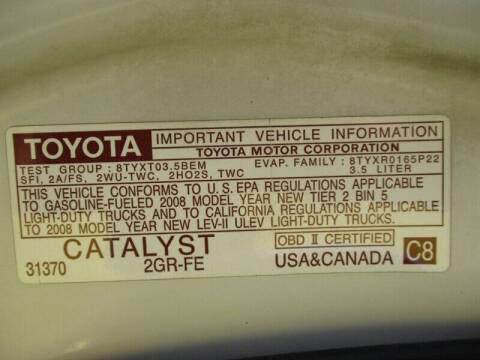 TOYOTA IMPORTANT VEHICLE INFORMATION
TOYOTA MOTOR CORPORATION
TEST GROUP : 8TYXT03.5BEM EVAP. FAMILY : 8TYXR0165P22
SFI, 2A/FS, 2WU-TWC, 2HO2S, TWC 3.5 LITER
THIS VEHICLE CONFORMS TO U.S. EPA REGULATIONS APPLICABLE
TO GASOLINE-FUELED 2008 MODEL YEAR NEW TIER 2 BIN 5
LIGHT-DUTY TRUCKS AND TO CALIFORNIA REGULATIONS APPLICABLE
TO 2008 MODEL YEAR NEW LEV-II ULEV LIGHT-DUTY TRUCKS.
CATALYST OBD II CERTIFIED C8
31370 2GR-FE USA&CANADA